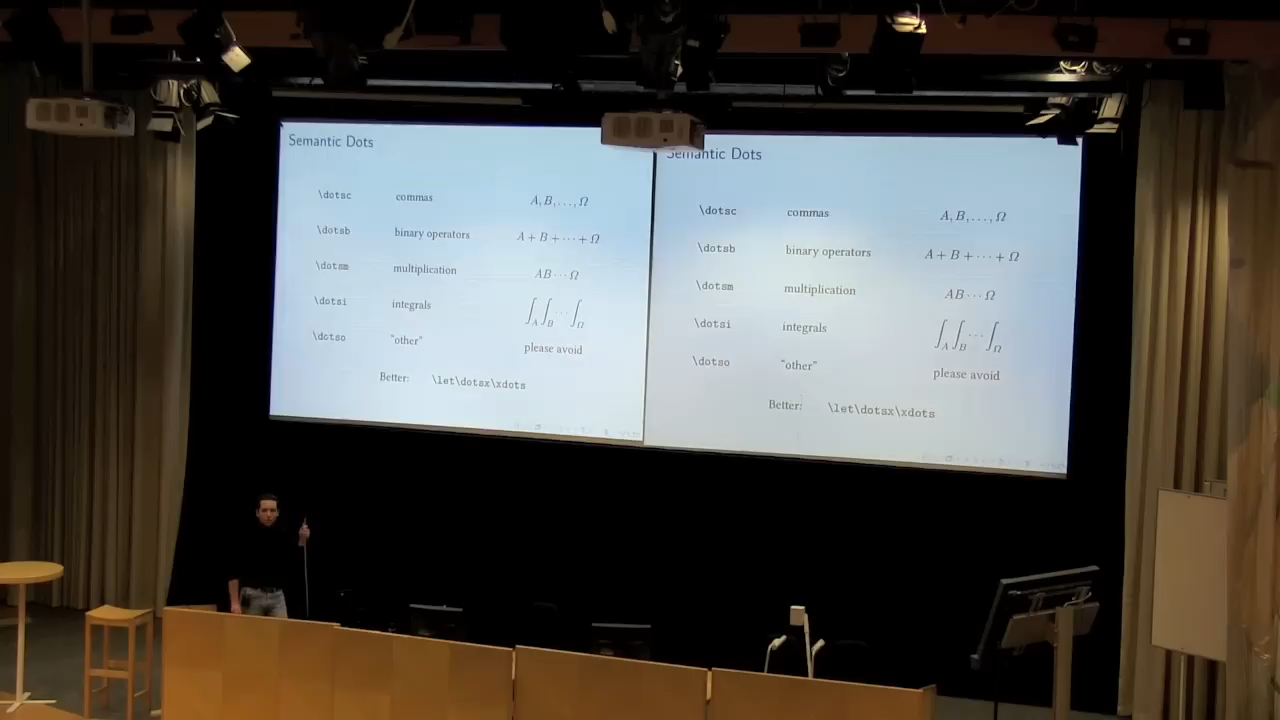 Semantic Dots
\dotsc commas A, B, . . . , Ω
\dotsb binary operators A + B + · · · + Ω
\dotsm multiplication AB · · · Ω
\dotsi integrals ∫A ∫B · · · ∫Ω
\dotso "other" please avoid
Better: \let\dotsx\xdots
Semantic Dots
\dotsc commas A, B, . . . , Ω
\dotsb binary operators A + B + · · · + Ω
\dotsm multiplication AB · · · Ω
\dotsi integrals ∫A ∫B · · · ∫Ω
\dotso "other" please avoid
Better: \let\dotsx\xdots